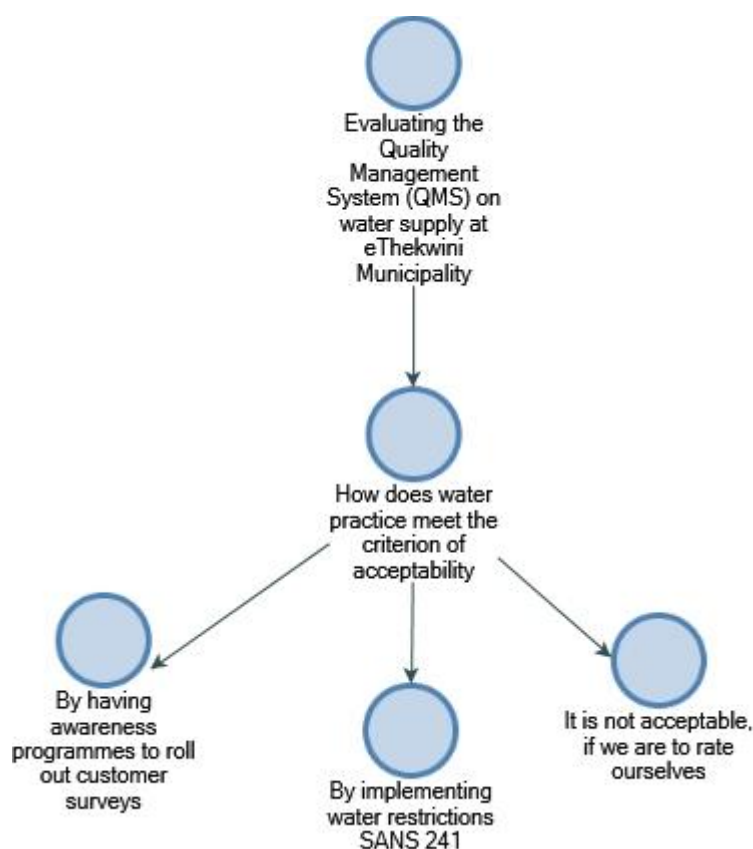 Evaluating the
Quality
Management
System (QMS) on
water supply at
eThekwini
Municipality
How does water
practice meet the
criterion of
acceptability
By having
awareness
programmes to roll
out customer
surveys
By implementing
water restrictions
SANS 241
It is not acceptable,
if we are to rate
ourselves